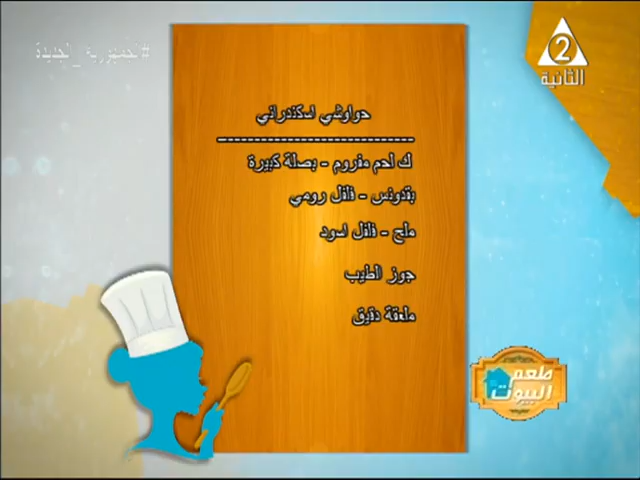 #الجمهورية_الجديدة
2
الثانية
حواوشي اسكندراني
ك لحم مفروم - بصلة كبيرة
بقدونس - فلفل رومي
ملح - فلفل اسود
جوز الطيب
ملعقة دقيق
طعم
البيوت